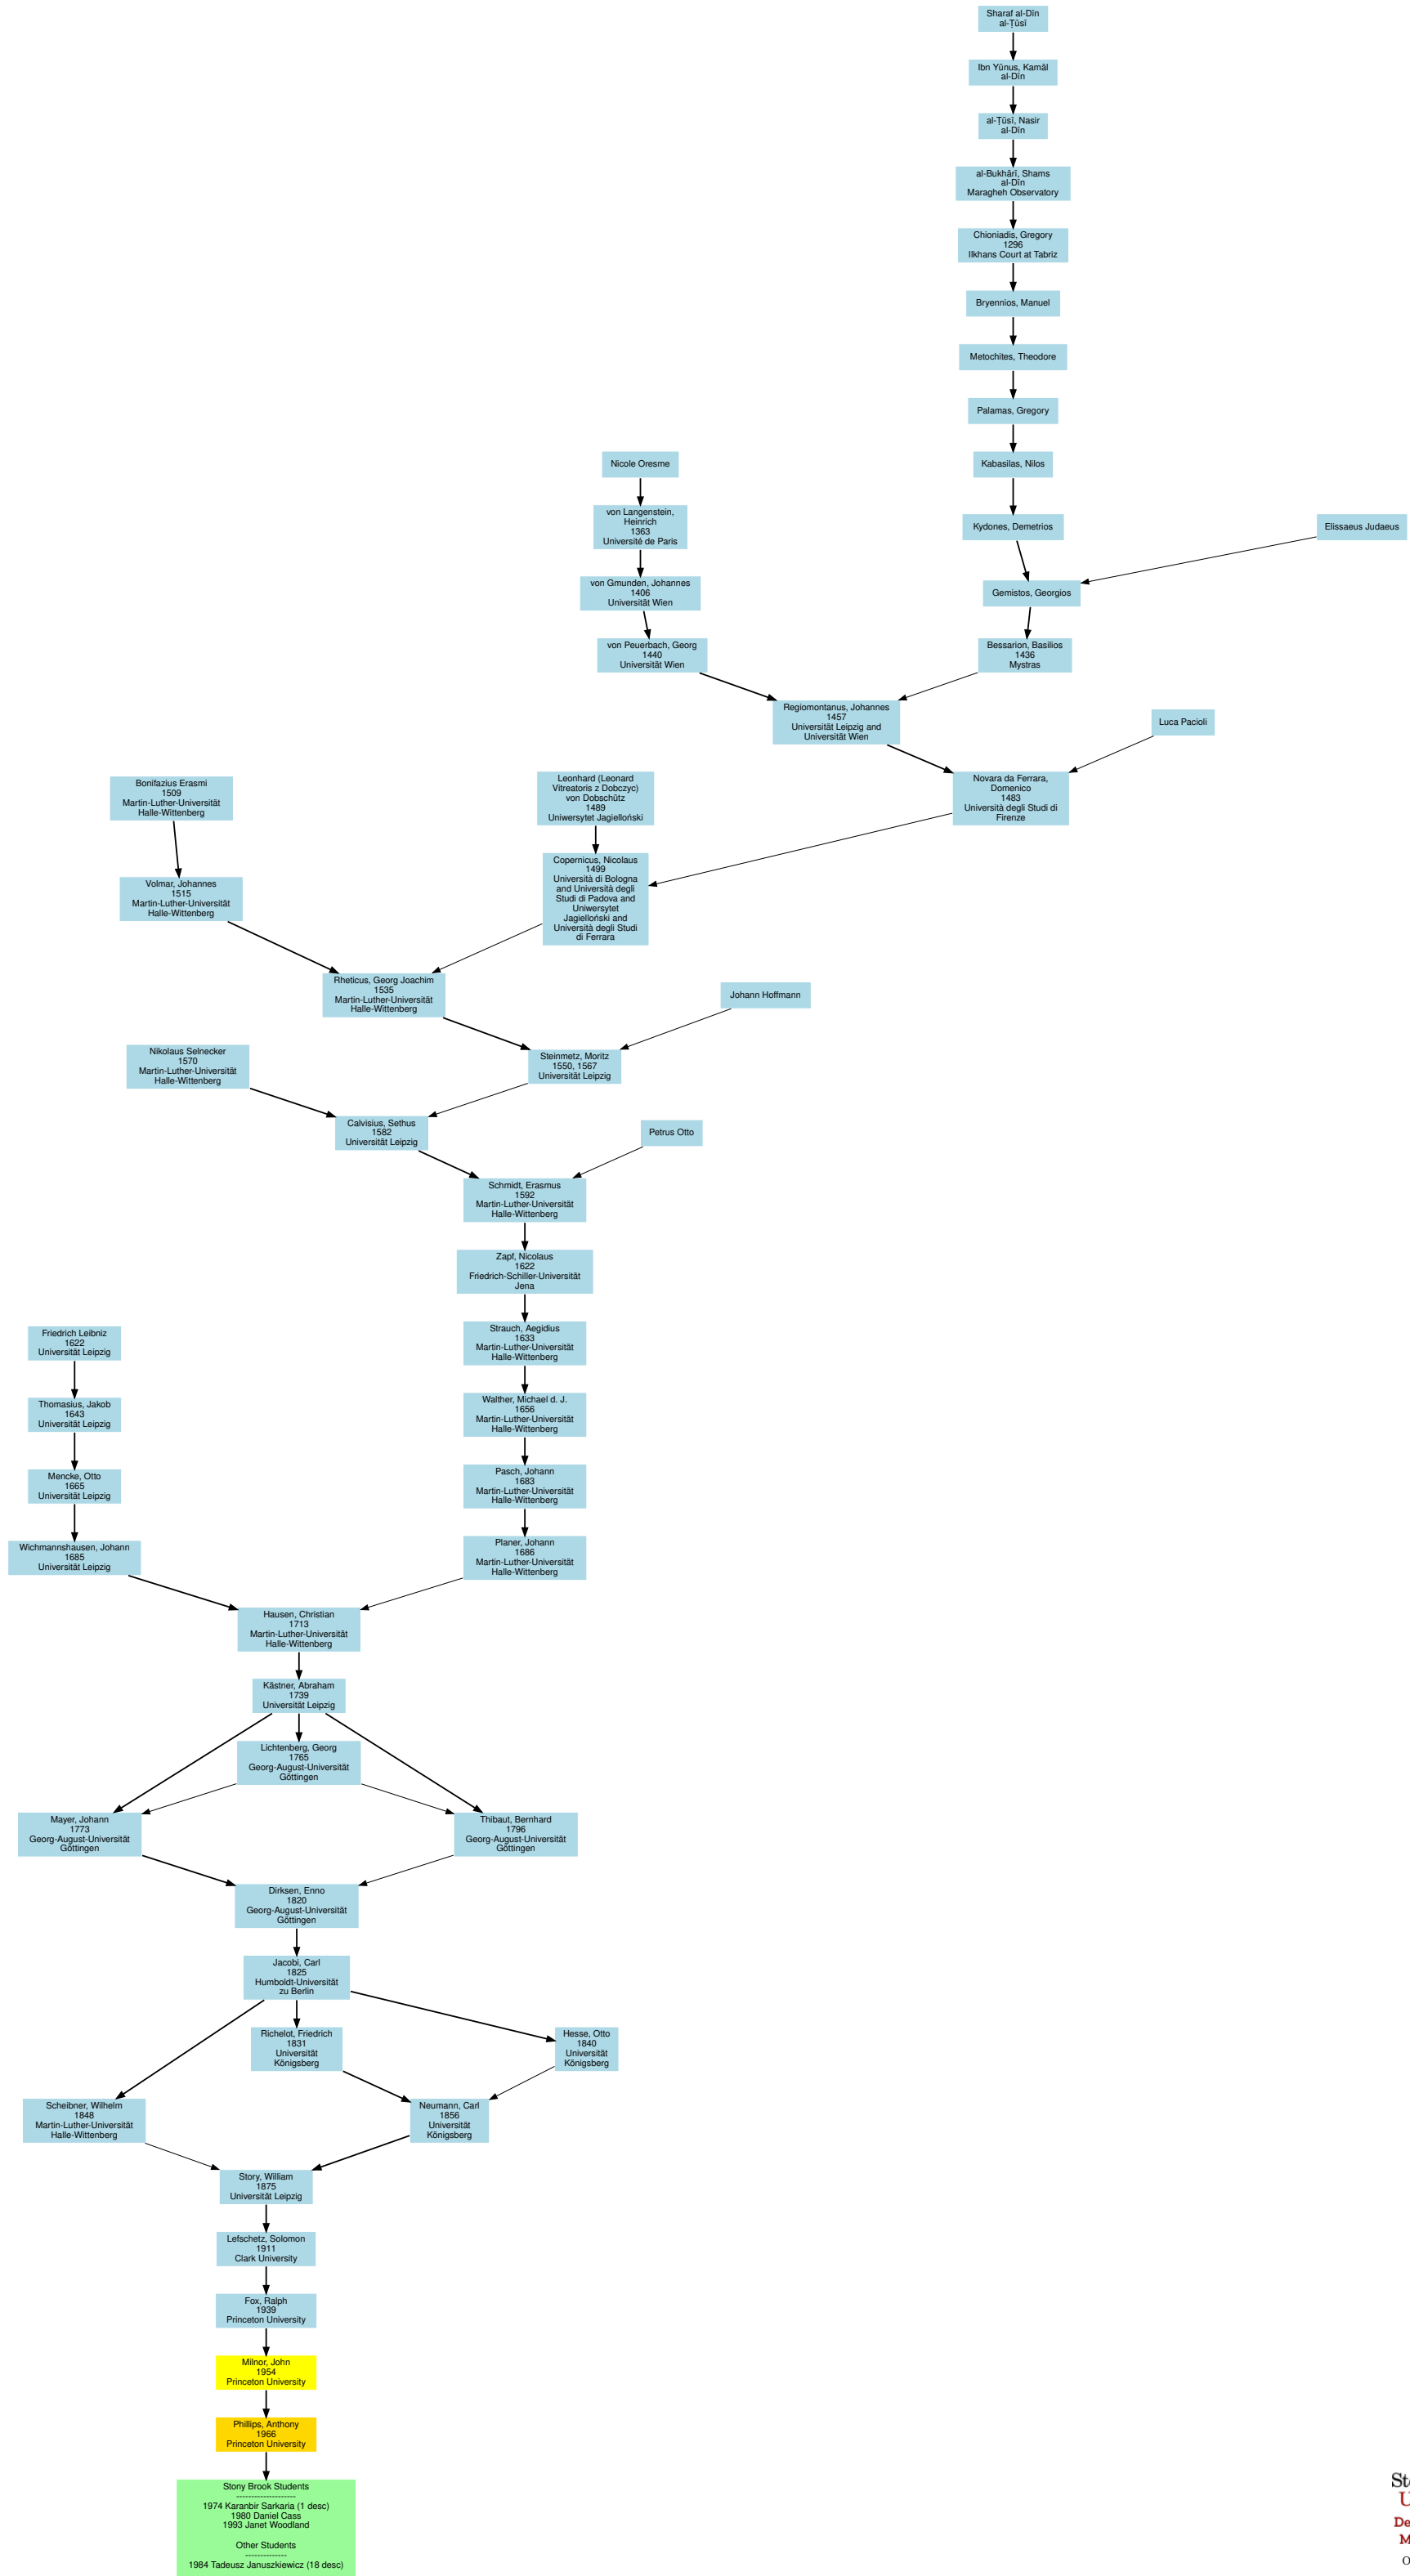 Sharaf al-Dīn
al-Ṭūsī
Ibn Yūnus, Kamāl
al-Dīn
al-Ṭūsī, Nasir
al-Dīn
al-Bukhārī, Shams
al-Dīn
Maragheh Observatory
Chioniadis, Gregory
1296
Ilkhans Court at Tabriz
Bryennios, Manuel
Metochites, Theodore
Palamas, Gregory
Nicole Oresme
Kabasilas, Nilos
von Langenstein,
Heinrich
1363
Université de Paris
Kydones, Demetrios
Elissaeus Judaeus
von Gmunden, Johannes
1406
Universität Wien
Gemistos, Georgios
von Peuerbach, Georg
1440
Universität Wien
Bessarion, Basilios
1436
Mystras
Regiomontanus, Johannes
1457
Universität Leipzig and
Universität Wien
Luca Pacioli
Bonifazius Erasmi
1509
Martin-Luther-Universität
Halle-Wittenberg
Leonhard (Leonard
Vitreatoris z Dobczyc)
von Dobschütz
1489
Uniwersytet Jagielloński
Novara da Ferrara,
Domenico
1483
Università degli Studi di
Firenze
Volmar, Johannes
1515
Martin-Luther-Universität
Halle-Wittenberg
Copernicus, Nicolaus
1499
Università di Bologna
and Università degli
Studi di Padova and
Uniwersytet
Jagielloński and
Università degli Studi
di Ferrara
Rheticus, Georg Joachim
1535
Martin-Luther-Universität
Halle-Wittenberg
Johann Hoffmann
Nikolaus Selnecker
1570
Martin-Luther-Universität
Halle-Wittenberg
Steinmetz, Moritz
1550, 1567
Universität Leipzig
Calvisius, Sethus
1582
Universität Leipzig
Petrus Otto
Schmidt, Erasmus
1592
Martin-Luther-Universität
Halle-Wittenberg
Zapf, Nicolaus
1622
Friedrich-Schiller-Universität
Jena
Friedrich Leibniz
1622
Universität Leipzig
Strauch, Aegidius
1633
Martin-Luther-Universität
Halle-Wittenberg
Thomasius, Jakob
1643
Universität Leipzig
Walther, Michael d. J.
1656
Martin-Luther-Universität
Halle-Wittenberg
Mencke, Otto
1665
Universität Leipzig
Pasch, Johann
1683
Martin-Luther-Universität
Halle-Wittenberg
Wichmannshausen, Johann
1685
Universität Leipzig
Planer, Johann
1686
Martin-Luther-Universität
Halle-Wittenberg
Hausen, Christian
1713
Martin-Luther-Universität
Halle-Wittenberg
Kästner, Abraham
1739
Universität Leipzig
Lichtenberg, Georg
1765
Georg-August-Universität
Göttingen
Mayer, Johann
1773
Georg-August-Universität
Göttingen
Thibaut, Bernhard
1796
Georg-August-Universität
Göttingen
Dirksen, Enno
1820
Georg-August-Universität
Göttingen
Jacobi, Carl
1825
Humboldt-Universität
zu Berlin
Richelot, Friedrich
1831
Universität
Königsberg
Hesse, Otto
1840
Universität
Königsberg
Scheibner, Wilhelm
1848
Martin-Luther-Universität
Halle-Wittenberg
Neumann, Carl
1856
Universität
Königsberg
Story, William
1875
Universität Leipzig
Lefschetz, Solomon
1911
Clark University
Fox, Ralph
1939
Princeton University
Milnor, John
1954
Princeton University
Phillips, Anthony
1966
Princeton University
Stony Brook Students
--------------------
1974 Karanbir Sarkaria (1 desc)
1980 Daniel Cass
1993 Janet Woodland
Other Students
--------------
1984 Tadeusz Januszkiewicz (18 desc)